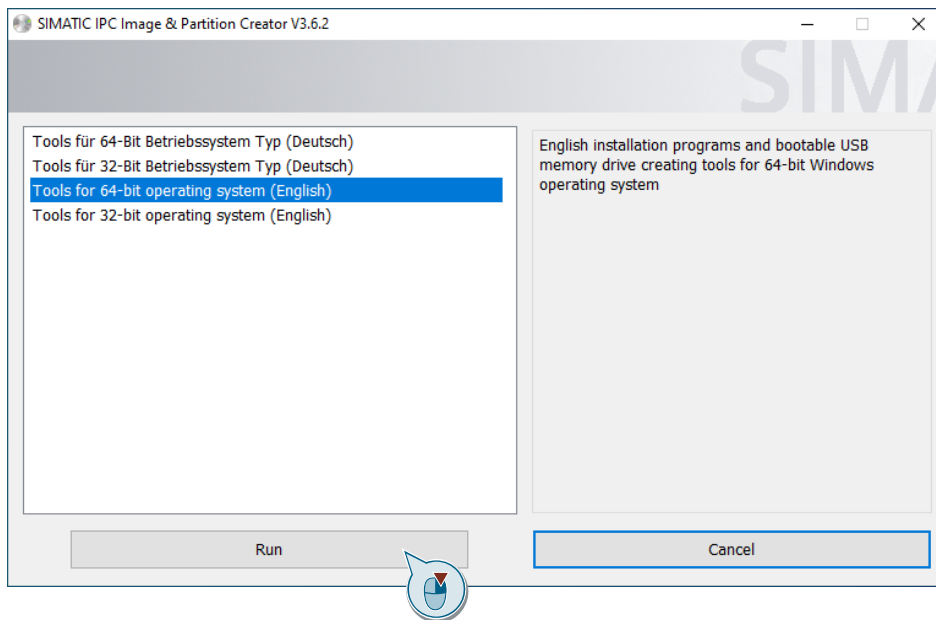 SIMATIC IPC Image & Partition Creator V3.6.2
SIMA
Tools für 64-Bit Betriebssystem Typ (Deutsch)
Tools für 32-Bit Betriebssystem Typ (Deutsch)
Tools for 64-bit operating system (English)
Tools for 32-bit operating system (English)
English installation programs and bootable USB
memory drive creating tools for 64-bit Windows
operating system
Run
Cancel